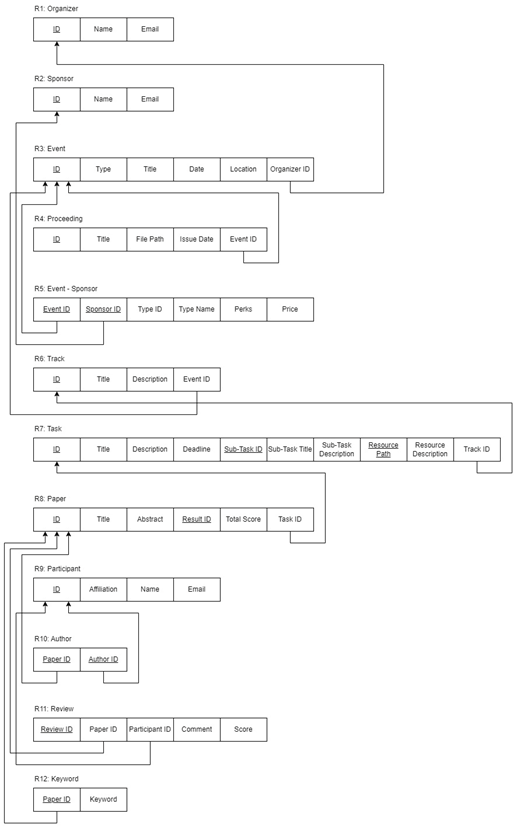 R1: Organizer
ID Name Email
R2: Sponsor
ID Name Email
R3: Event
ID Type Title Date Location Organizer ID
R4: Proceeding
ID Title File Path Issue Date Event ID
R5: Event - Sponsor
Event ID Sponsor ID Type ID Type Name Perks Price
R6: Track
ID Title Description Event ID
R7: Task
ID Title Description Deadline Sub-Task ID Sub-Task Title Sub-Task Description Resource Path Resource Description Track ID
R8: Paper
ID Title Abstract Result ID Total Score Task ID
R9: Participant
ID Affiliation Name Email
R10: Author
Paper ID Author ID
R11: Review
Review ID Paper ID Participant ID Comment Score
R12: Keyword
Paper ID Keyword